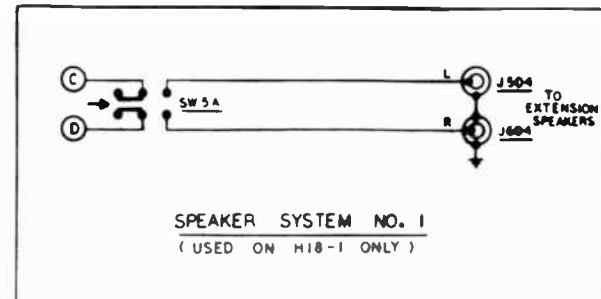 C
L
J504
SW 5A
TO
EXTENSION
SPEAKERS
D
R
J604
SPEAKER SYSTEM NO. 1
( USED ON H18-1 ONLY )